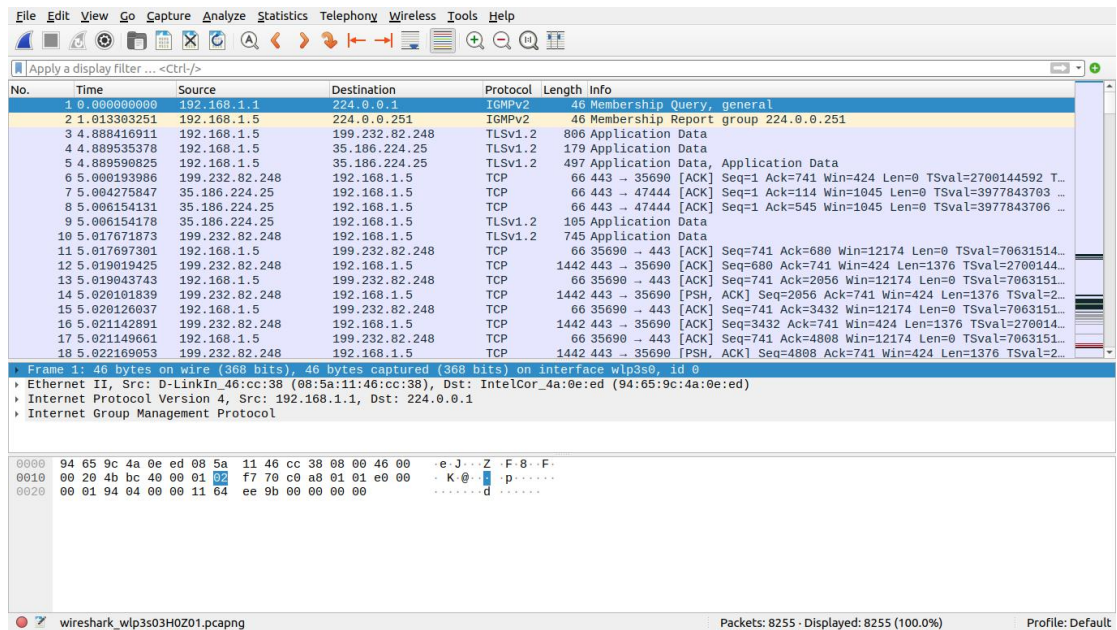 File Edit View Go Capture Analyze Statistics Telephony Wireless Tools Help
Apply a display filter ... <Ctrl-/>
No. Time Source Destination Protocol Length Info
1 0.000000000 192.168.1.1 224.0.0.1 IGMPv2 46 Membership Query, general
2 1.013303251 192.168.1.5 224.0.0.251 IGMPv2 46 Membership Report group 224.0.0.251
3 4.888416911 192.168.1.5 199.232.82.248 TLSv1.2 806 Application Data
4 4.889535378 192.168.1.5 35.186.224.25 TLSv1.2 179 Application Data
5 4.889590825 192.168.1.5 35.186.224.25 TLSv1.2 497 Application Data, Application Data
6 5.000193986 199.232.82.248 192.168.1.5 TCP 66 443 → 35690 [ACK] Seq=1 Ack=741 Win=424 Len=0 TSval=2700144592 T…
7 5.004275847 35.186.224.25 192.168.1.5 TCP 66 443 → 47444 [ACK] Seq=1 Ack=114 Win=1045 Len=0 TSval=3977843703 …
8 5.006154131 35.186.224.25 192.168.1.5 TCP 66 443 → 47444 [ACK] Seq=1 Ack=545 Win=1045 Len=0 TSval=3977843706 …
9 5.006154178 35.186.224.25 192.168.1.5 TLSv1.2 105 Application Data
10 5.017671873 199.232.82.248 192.168.1.5 TLSv1.2 745 Application Data
11 5.017697301 192.168.1.5 199.232.82.248 TCP 66 35690 → 443 [ACK] Seq=741 Ack=680 Win=12174 Len=0 TSval=70631514…
12 5.019019425 199.232.82.248 192.168.1.5 TCP 1442 443 → 35690 [ACK] Seq=680 Ack=741 Win=424 Len=1376 TSval=2700144…
13 5.019043743 192.168.1.5 199.232.82.248 TCP 66 35690 → 443 [ACK] Seq=741 Ack=2056 Win=12174 Len=0 TSval=7063151…
14 5.020101839 199.232.82.248 192.168.1.5 TCP 1442 443 → 35690 [PSH, ACK] Seq=2056 Ack=741 Win=424 Len=1376 TSval=2…
15 5.020126037 192.168.1.5 199.232.82.248 TCP 66 35690 → 443 [ACK] Seq=741 Ack=3432 Win=12174 Len=0 TSval=7063151…
16 5.021142891 199.232.82.248 192.168.1.5 TCP 1442 443 → 35690 [ACK] Seq=3432 Ack=741 Win=424 Len=1376 TSval=270014…
17 5.021149661 192.168.1.5 199.232.82.248 TCP 66 35690 → 443 [ACK] Seq=741 Ack=4808 Win=12174 Len=0 TSval=7063151…
18 5.022169053 199.232.82.248 192.168.1.5 TCP 1442 443 → 35690 [PSH, ACK] Seq=4808 Ack=741 Win=424 Len=1376 TSval=2…
Frame 1: 46 bytes on wire (368 bits), 46 bytes captured (368 bits) on interface wlp3s0, id 0
Ethernet II, Src: D-LinkIn_46:cc:38 (08:5a:11:46:cc:38), Dst: IntelCor_4a:0e:ed (94:65:9c:4a:0e:ed)
Internet Protocol Version 4, Src: 192.168.1.1, Dst: 224.0.0.1
Internet Group Management Protocol
0000 94 65 9c 4a 0e ed 08 5a 11 46 cc 38 08 00 46 00 ·e·J···Z ·F·8··F·
0010 00 20 4b bc 40 00 01 02 f7 70 c0 a8 01 01 e0 00 · K·@··· ·p······
0020 00 01 94 04 00 00 11 64 ee 9b 00 00 00 00 ·······d ······
wireshark_wlp3s03H0Z01.pcapng Packets: 8255 · Displayed: 8255 (100.0%) Profile: Default